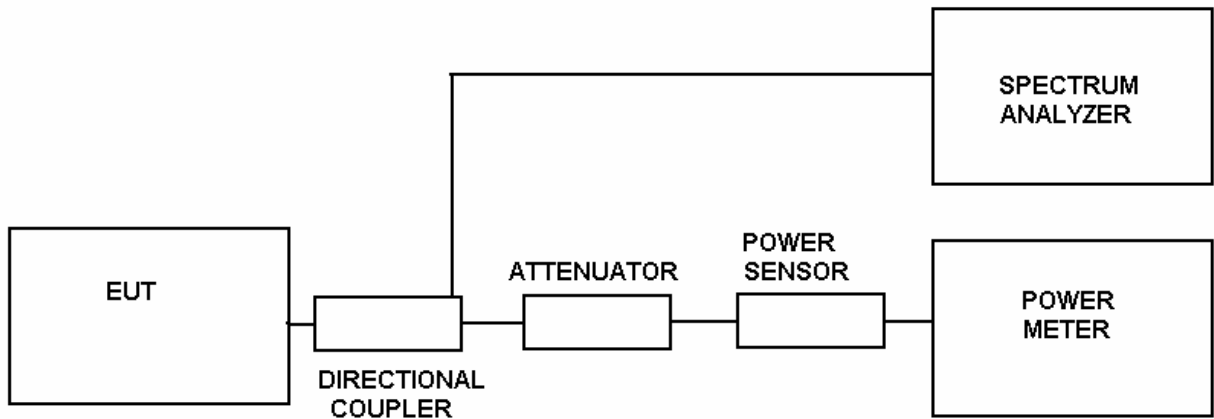 SPECTRUM
ANALYZER
EUT
ATTENUATOR
POWER
SENSOR
POWER
METER
DIRECTIONAL
COUPLER